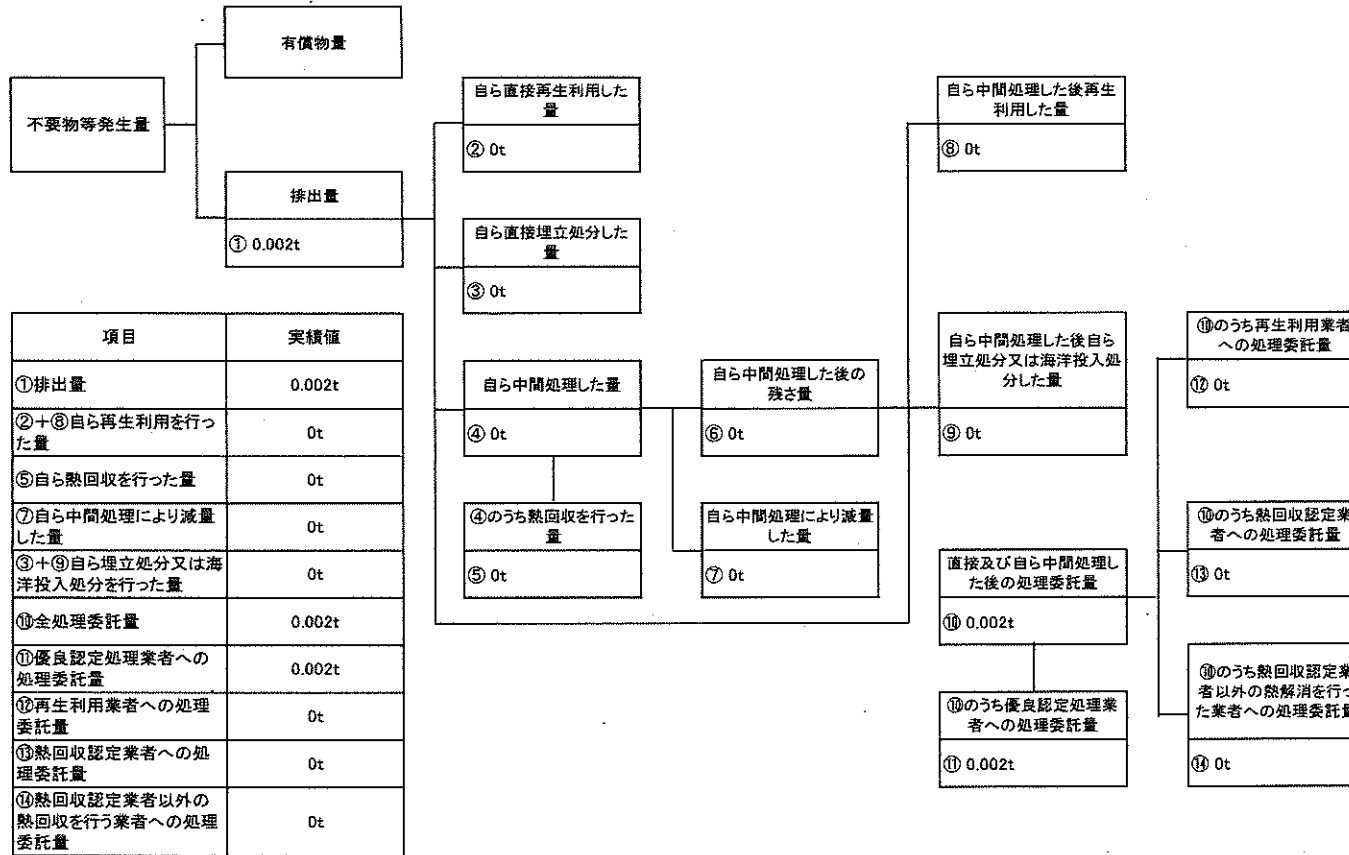 有償物量
不要物等発生量
排出量
① 0.002t
自ら直接再生利用した
量
② 0t
自ら直接埋立処分した
量
③ 0t
自ら中間処理した量
④ 0t
④のうち熱回収を行った
量
⑤ 0t
自ら中間処理した後の
残さ量
⑥ 0t
自ら中間処理により減量
した量
⑦ 0t
自ら中間処理した後再生
利用した量
⑧ 0t
自ら中間処理した後自ら
埋立処分又は海洋投入処
分した量
⑨ 0t
直接及び自ら中間処理し
た後の処理委託量
⑩ 0.002t
⑩のうち優良認定処理業
者への処理委託量
⑪ 0.002t
⑩のうち再生利用業者
への処理委託量
⑫ 0t
⑩のうち熱回収認定業
者への処理委託量
⑬ 0t
⑩のうち熱回収認定業
者以外の熱解消を行っ
た業者への処理委託量
⑭ 0t
項目 実績値
①排出量 0.002t
②+⑧自ら再生利用を行っ
た量 0t
⑤自ら熱回収を行った量 0t
⑦自ら中間処理により減量
した量 0t
③+⑨自ら埋立処分又は海
洋投入処分を行った量 0t
⑩全処理委託量 0.002t
⑪優良認定処理業者への
処理委託量 0.002t
⑫再生利用業者への処理
委託量 0t
⑬熱回収認定業者への処
理委託量 0t
⑭熱回収認定業者以外の
熱回収を行う業者への処理
委託量 0t